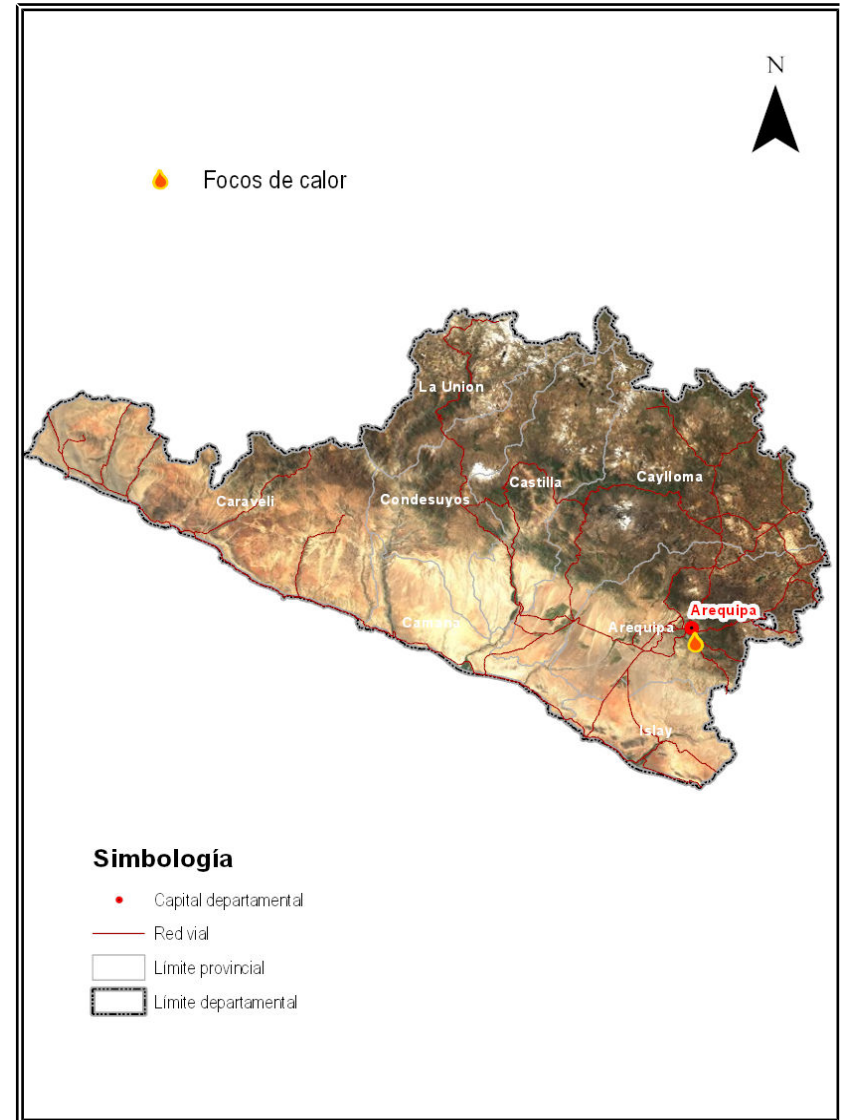 N
Focos de calor
La Union
Caraveli
Condesuyos
Castilla
Caylloma
Arequipa
Camana
Arequipa
Islay
Simbología
Capital departamental
Red vial
Límite provincial
Límite departamental